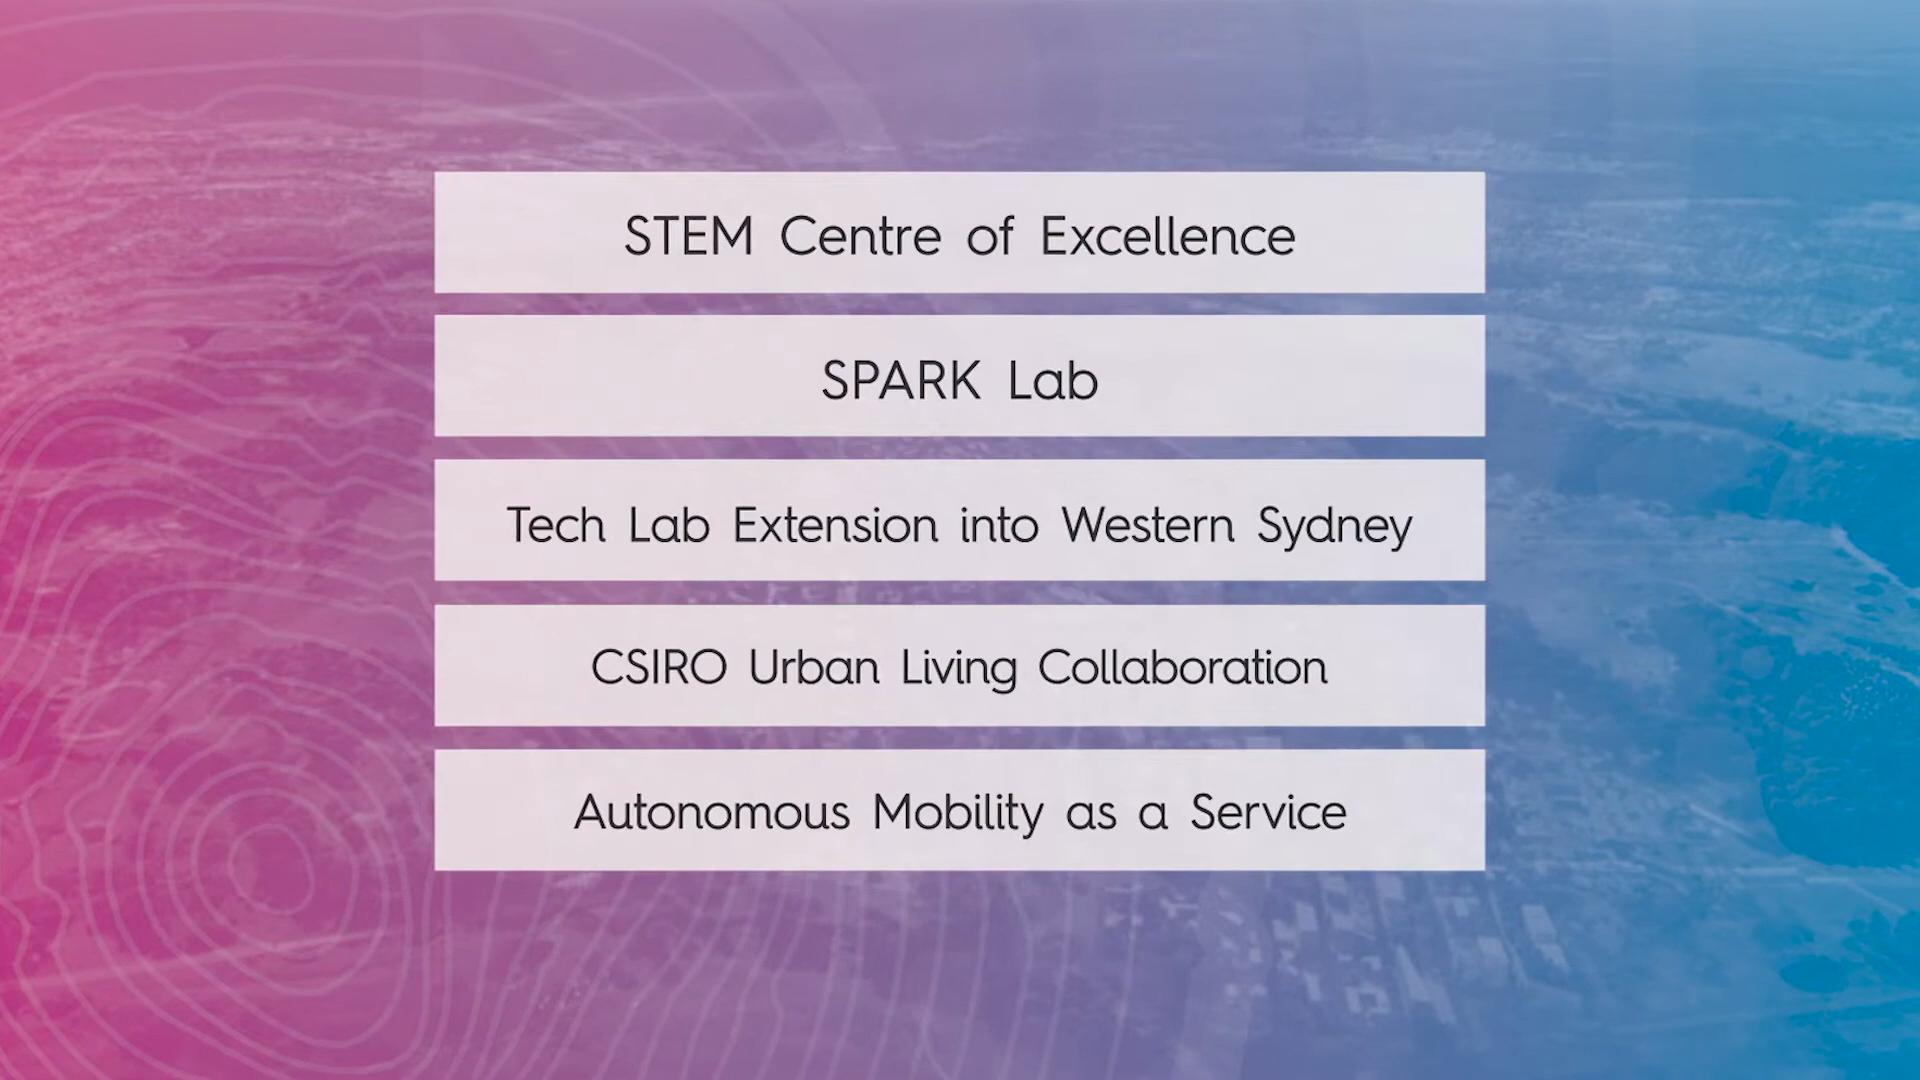 STEM Centre of Excellence
SPARK Lab
Tech Lab Extension into Western Sydney
CSIRO Urban Living Collaboration
Autonomous Mobility as a Service